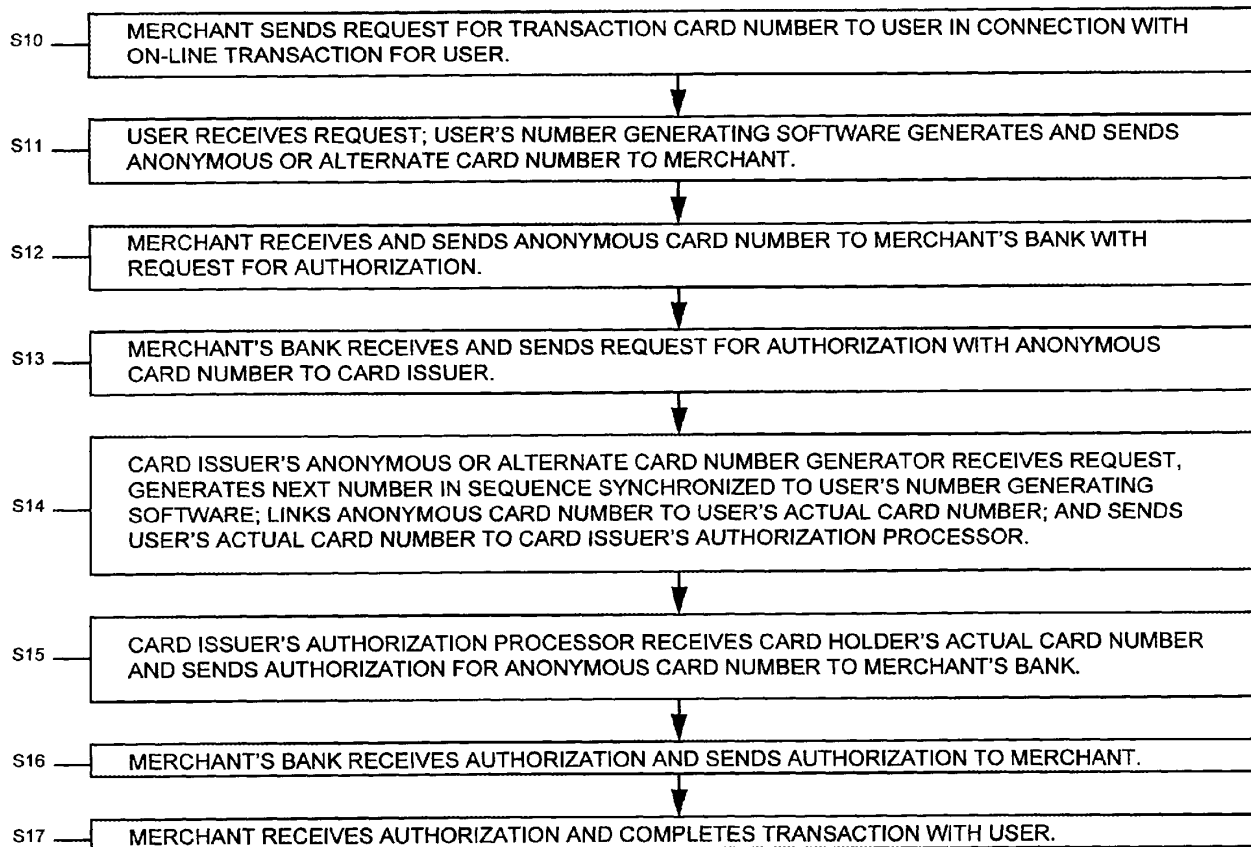 S10
MERCHANT SENDS REQUEST FOR TRANSACTION CARD NUMBER TO USER IN CONNECTION WITH
ON-LINE TRANSACTION FOR USER.
S11
USER RECEIVES REQUEST; USER'S NUMBER GENERATING SOFTWARE GENERATES AND SENDS
ANONYMOUS OR ALTERNATE CARD NUMBER TO MERCHANT.
S12
MERCHANT RECEIVES AND SENDS ANONYMOUS CARD NUMBER TO MERCHANT'S BANK WITH
REQUEST FOR AUTHORIZATION.
S13
MERCHANT'S BANK RECEIVES AND SENDS REQUEST FOR AUTHORIZATION WITH ANONYMOUS
CARD NUMBER TO CARD ISSUER.
S14
CARD ISSUER'S ANONYMOUS OR ALTERNATE CARD NUMBER GENERATOR RECEIVES REQUEST,
GENERATES NEXT NUMBER IN SEQUENCE SYNCHRONIZED TO USER'S NUMBER GENERATING
SOFTWARE; LINKS ANONYMOUS CARD NUMBER TO USER'S ACTUAL CARD NUMBER; AND SENDS
USER'S ACTUAL CARD NUMBER TO CARD ISSUER'S AUTHORIZATION PROCESSOR.
S15
CARD ISSUER'S AUTHORIZATION PROCESSOR RECEIVES CARD HOLDER'S ACTUAL CARD NUMBER
AND SENDS AUTHORIZATION FOR ANONYMOUS CARD NUMBER TO MERCHANT'S BANK.
S16
MERCHANT'S BANK RECEIVES AUTHORIZATION AND SENDS AUTHORIZATION TO MERCHANT.
S17
MERCHANT RECEIVES AUTHORIZATION AND COMPLETES TRANSACTION WITH USER.